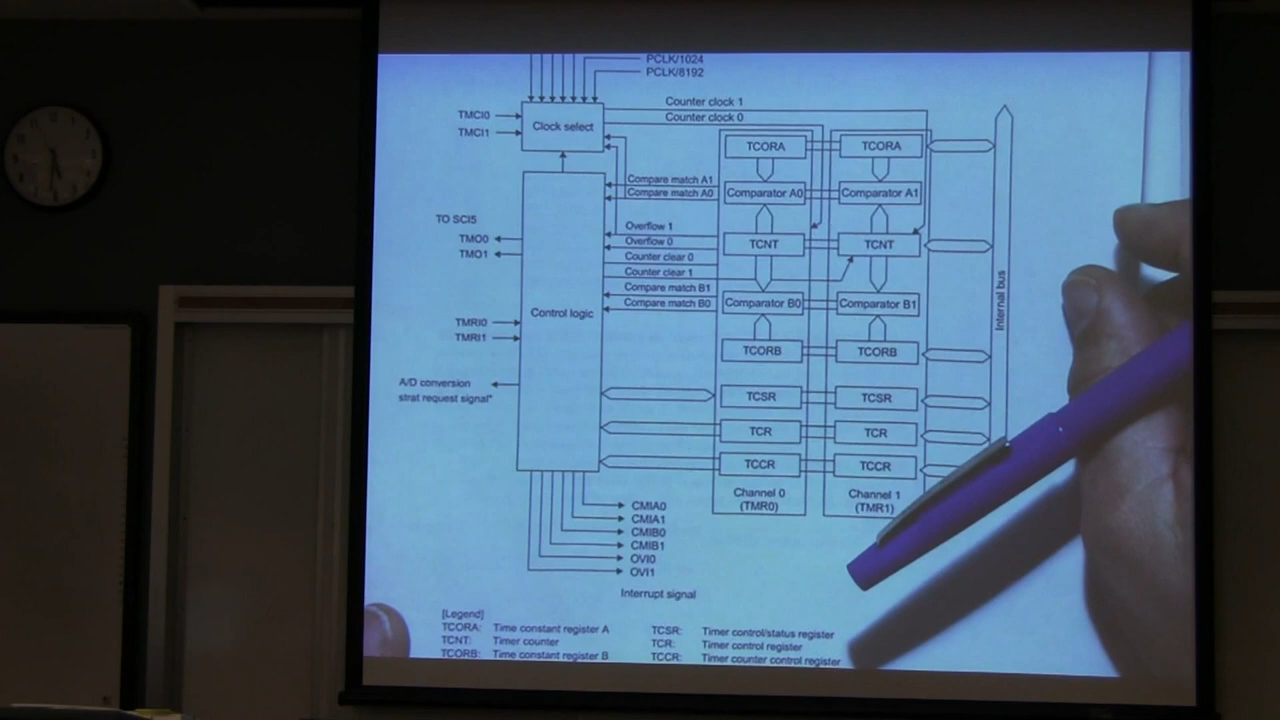 PCLK/1024
PCLK/8192
Counter clock 1
Counter clock 0
TMCI0
TMCI1
Clock select
TCORA
TCORA
Compare match A1
Compare match A0
Comparator A0
Comparator A1
TO SCI5
TMO0
TMO1
Overflow 1
Overflow 0
TCNT
TCNT
Counter clear 0
Counter clear 1
Compare match B1
Compare match B0
Comparator B0
Comparator B1
Control logic
Internal bus
TMRI0
TMRI1
TCORB
TCORB
A/D conversion
strat request signal*
TCSR
TCSR
TCR
TCR
TCCR
TCCR
Channel 0
(TMR0)
Channel 1
(TMR1)
CMIA0
CMIA1
CMIB0
CMIB1
OVI0
OVI1
Interrupt signal
[Legend]
TCORA: Time constant register A
TCNT: Timer counter
TCORB: Time constant register B
TCSR: Timer control/status register
TCR: Timer control register
TCCR: Timer counter control register